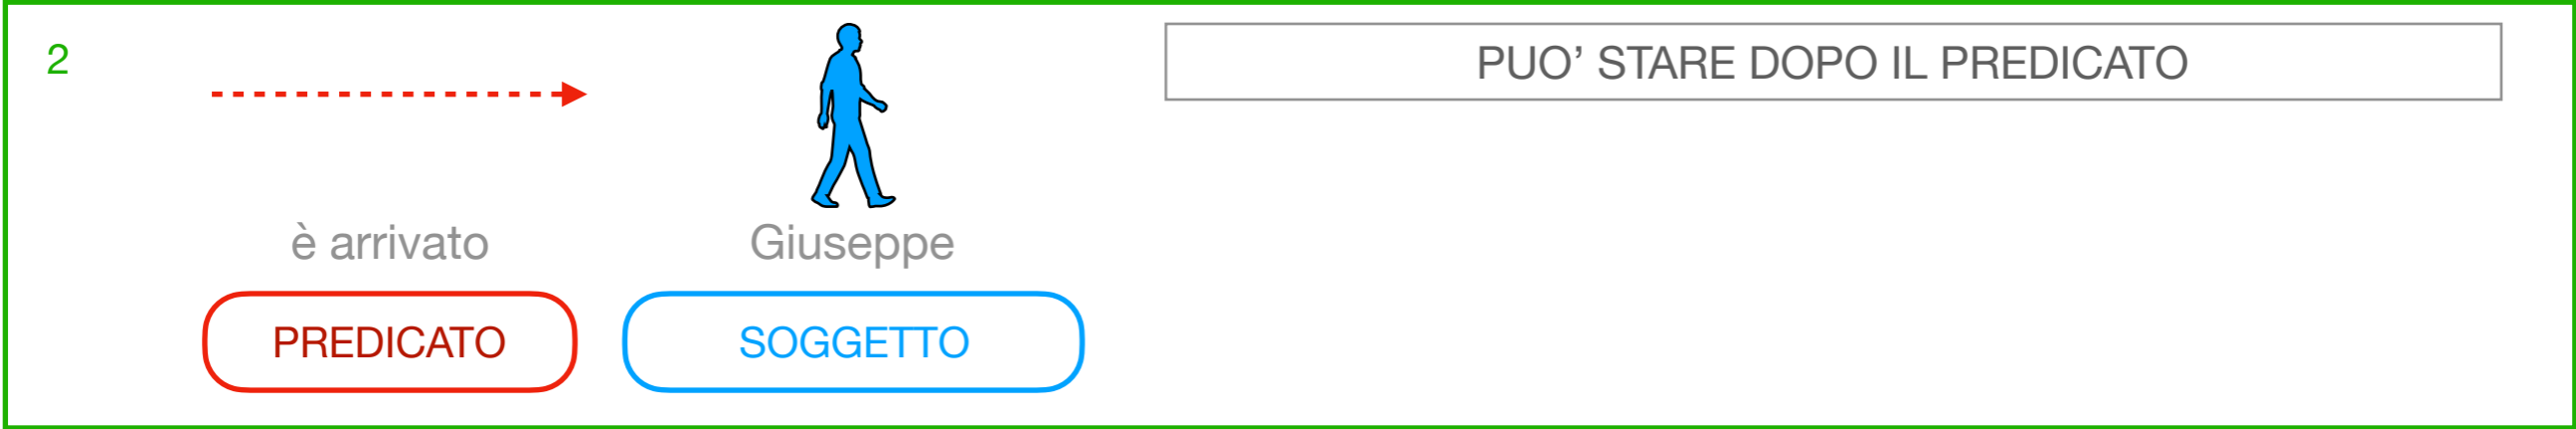 2
PUO’ STARE DOPO IL PREDICATO
è arrivato
Giuseppe
PREDICATO
SOGGETTO